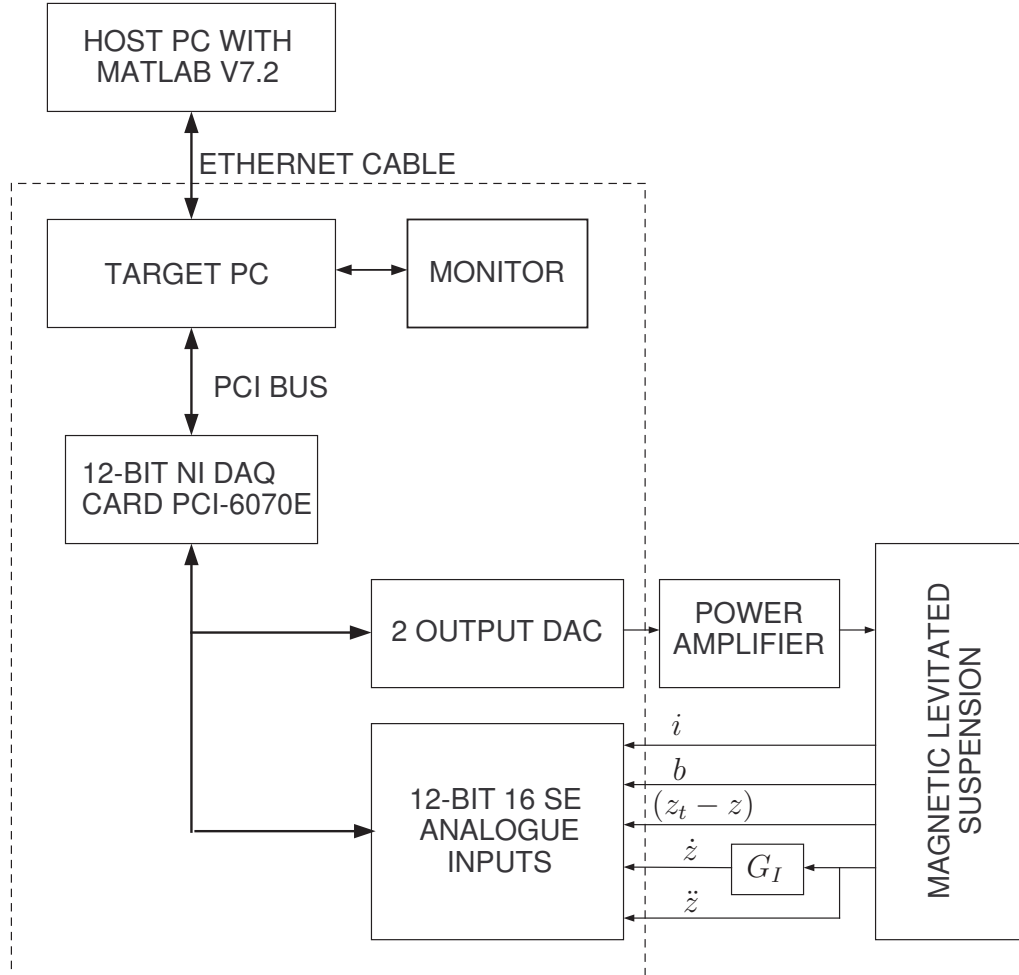 HOST PC WITH
MATLAB V7.2
ETHERNET CABLE
TARGET PC
MONITOR
PCI BUS
12-BIT NI DAQ
CARD PCI-6070E
2 OUTPUT DAC
POWER
AMPLIFIER
MAGNETIC LEVITATED
SUSPENSION
12-BIT 16 SE
ANALOGUE
INPUTS
i
b
(z_t − z)
ż
G_I
z̈